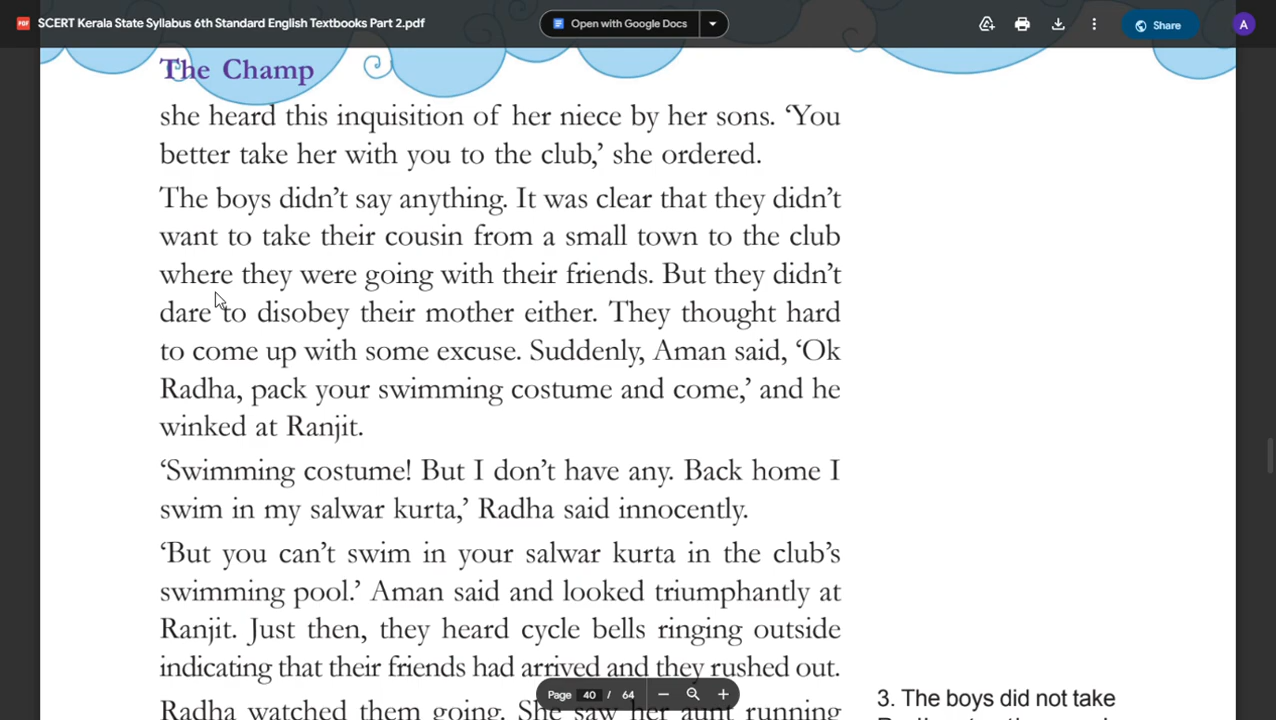 SCERT Kerala State Syllabus 6th Standard English Textbooks Part 2.pdf
Open with Google Docs
Share
A
The Champ
she heard this inquisition of her niece by her sons. ‘You
better take her with you to the club,’ she ordered.
The boys didn’t say anything. It was clear that they didn’t
want to take their cousin from a small town to the club
where they were going with their friends. But they didn’t
dare to disobey their mother either. They thought hard
to come up with some excuse. Suddenly, Aman said, ‘Ok
Radha, pack your swimming costume and come,’ and he
winked at Ranjit.
‘Swimming costume! But I don’t have any. Back home I
swim in my salwar kurta,’ Radha said innocently.
‘But you can’t swim in your salwar kurta in the club’s
swimming pool.’ Aman said and looked triumphantly at
Ranjit. Just then, they heard cycle bells ringing outside
indicating that their friends had arrived and they rushed out.
Radha watched them going. She saw her aunt running
3. The boys did not take
Page 40 / 64